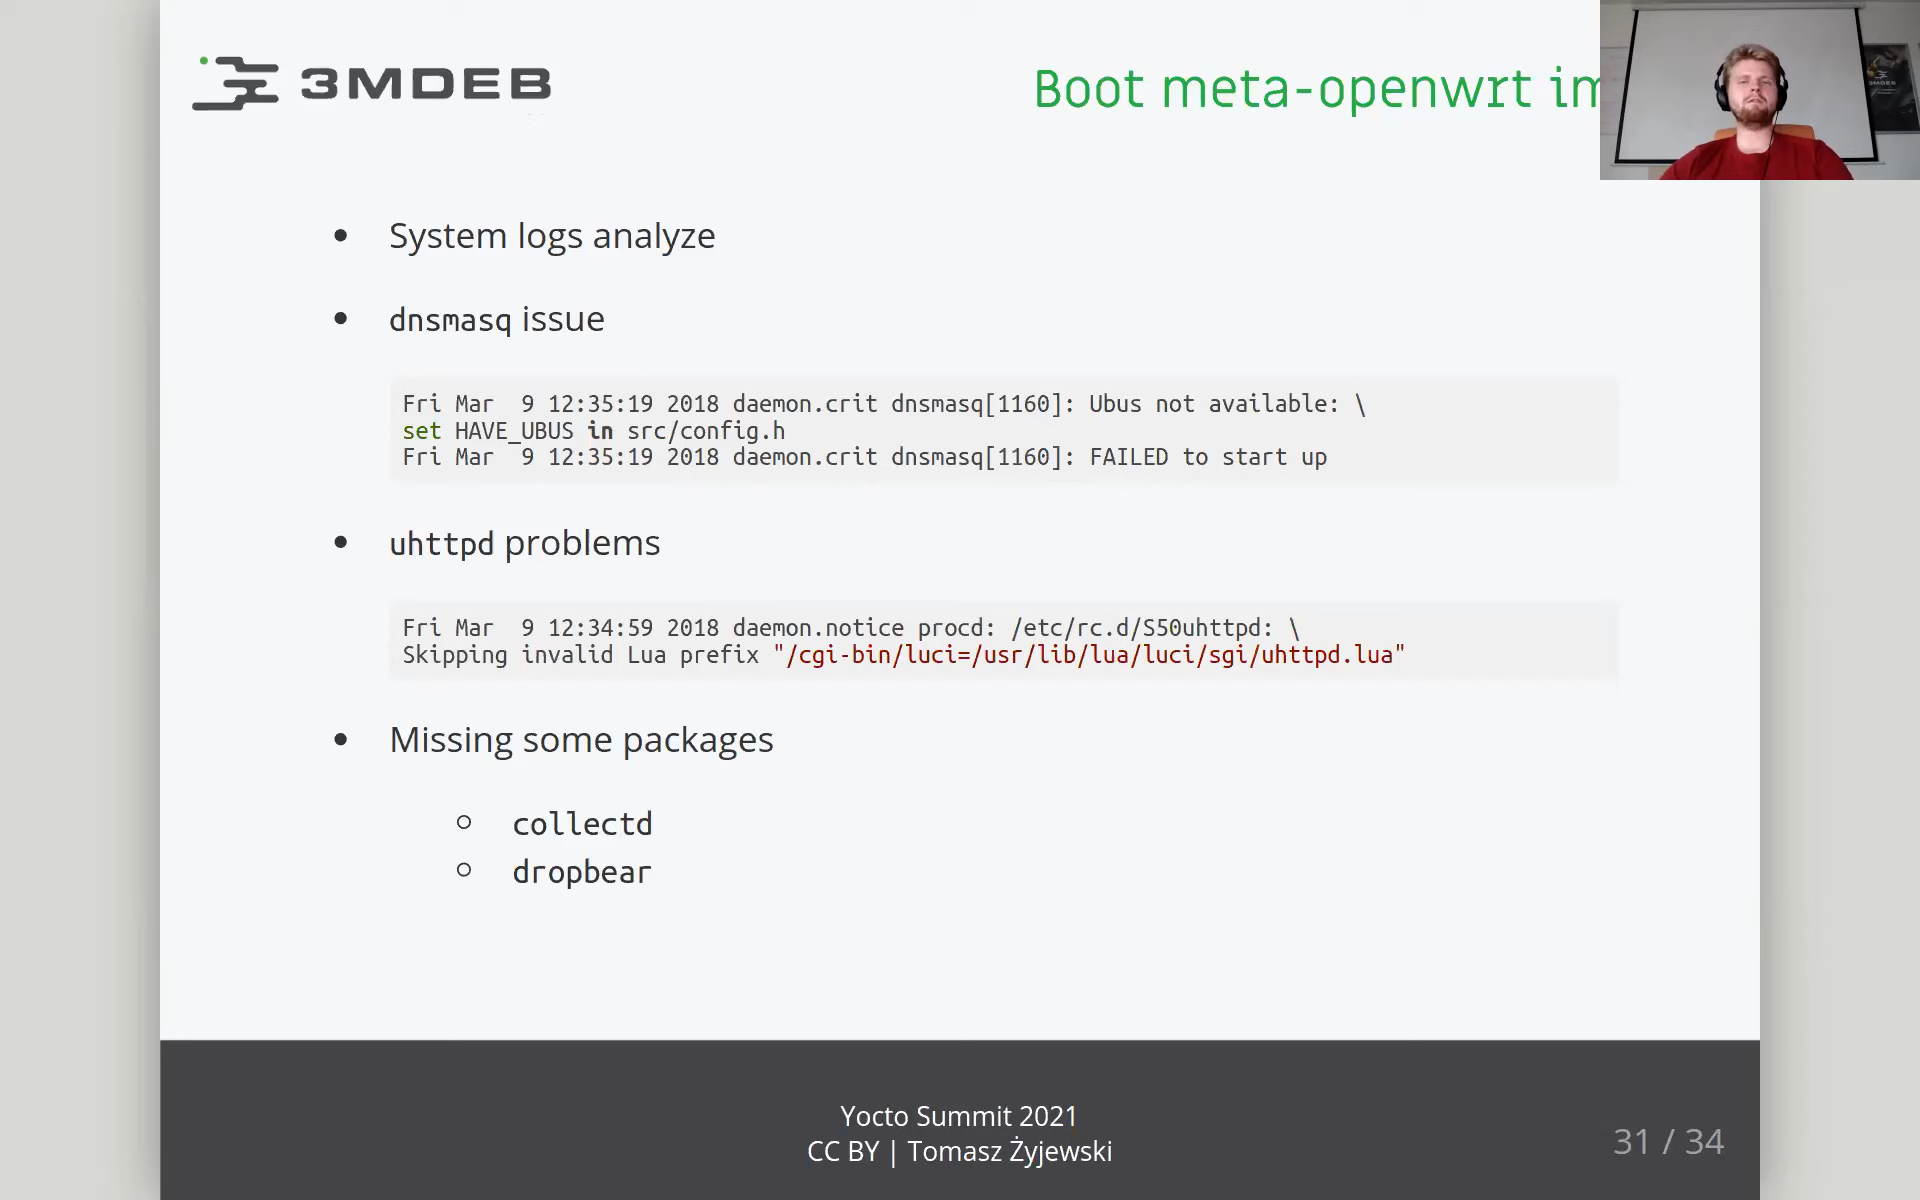 3MDEB
Boot meta-openwrt im
System logs analyze
dnsmasq issue
Fri Mar  9 12:35:19 2018 daemon.crit dnsmasq[1160]: Ubus not available: \
set HAVE_UBUS in src/config.h
Fri Mar  9 12:35:19 2018 daemon.crit dnsmasq[1160]: FAILED to start up
uhttpd problems
Fri Mar  9 12:34:59 2018 daemon.notice procd: /etc/rc.d/S50uhttpd: \
Skipping invalid Lua prefix "/cgi-bin/luci=/usr/lib/lua/luci/sgi/uhttpd.lua"
Missing some packages
collectd
dropbear
Yocto Summit 2021
CC BY | Tomasz Żyjewski
31 / 34